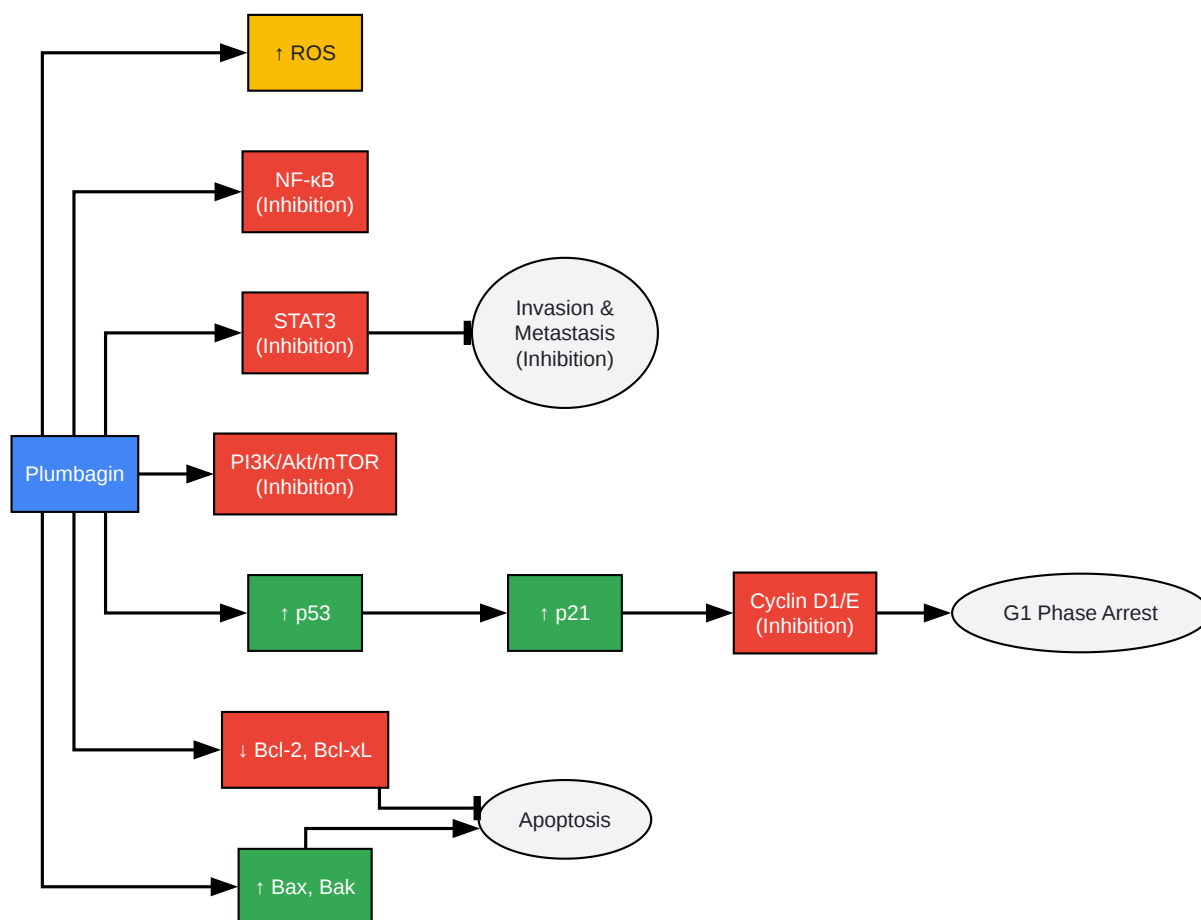 ↑ ROS
NF-κB
(Inhibition)
Invasion &
Metastasis
(Inhibition)
STAT3
(Inhibition)
Plumbagin
PI3K/Akt/mTOR
(Inhibition)
↑ p53
↑ p21
Cyclin D1/E
(Inhibition)
G1 Phase Arrest
↓ Bcl-2, Bcl-xL
Apoptosis
↑ Bax, Bak